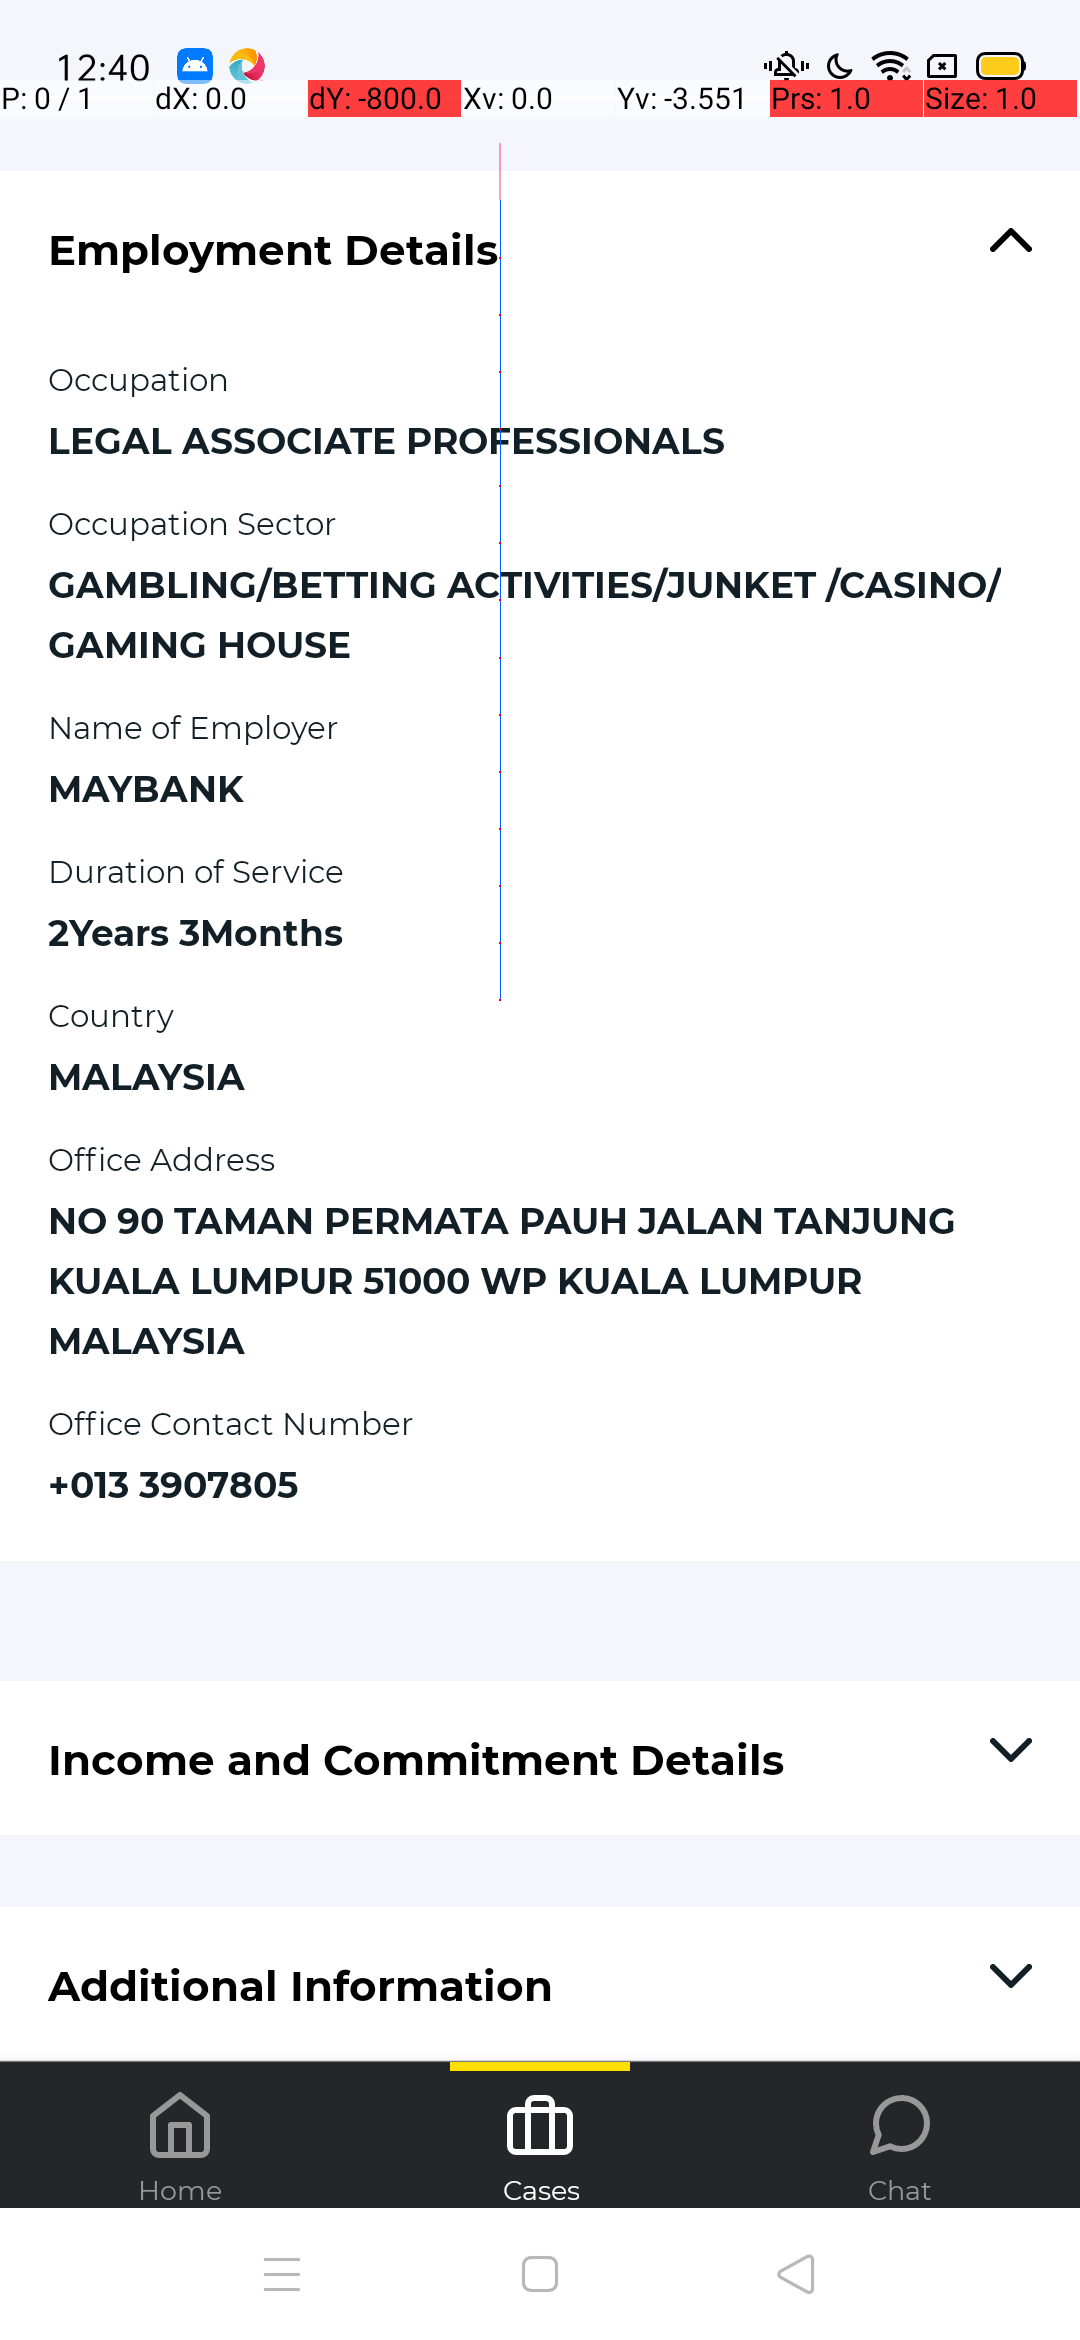 12:40
P: 0 / 1 dX: 0.0 dY: -800.0 Xv: 0.0 Yv: -3.551 Prs: 1.0 Size: 1.0
Employment Details
Occupation
LEGAL ASSOCIATE PROFESSIONALS
Occupation Sector
GAMBLING/BETTING ACTIVITIES/JUNKET /CASINO/
GAMING HOUSE
Name of Employer
MAYBANK
Duration of Service
2Years 3Months
Country
MALAYSIA
Office Address
NO 90 TAMAN PERMATA PAUH JALAN TANJUNG
KUALA LUMPUR 51000 WP KUALA LUMPUR
MALAYSIA
Office Contact Number
+013 3907805
Income and Commitment Details
Additional Information
Home Cases Chat